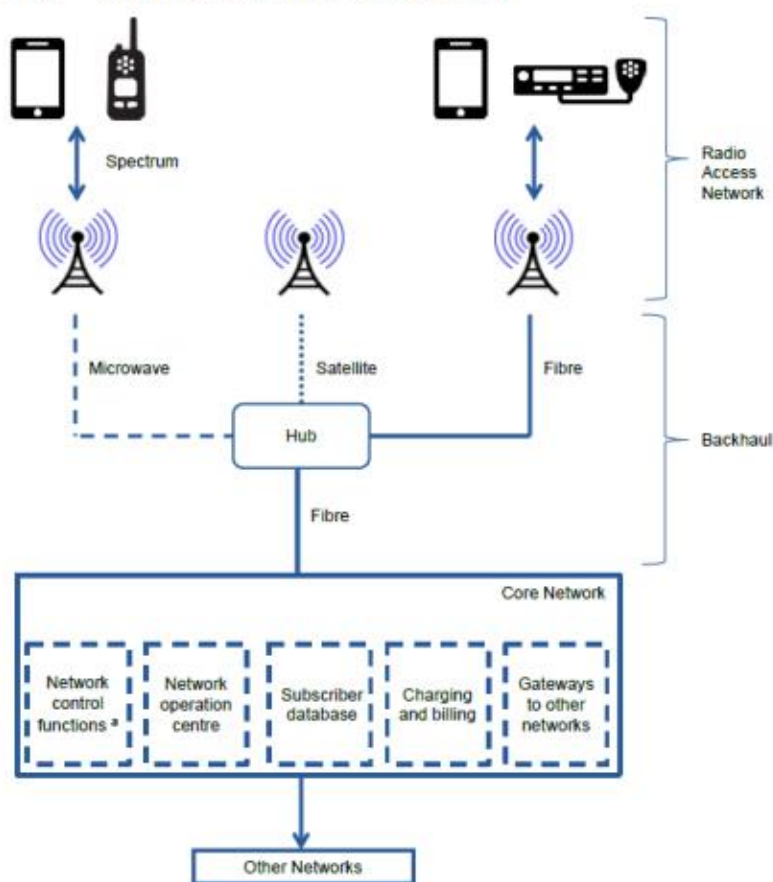 Spectrum
Radio
Access
Network
Microwave
Satellite
Fibre
Hub
Backhaul
Fibre
Core Network
Network
control
functions a
Network
operation
centre
Subscriber
database
Charging
and billing
Gateways
to other
networks
Other Networks